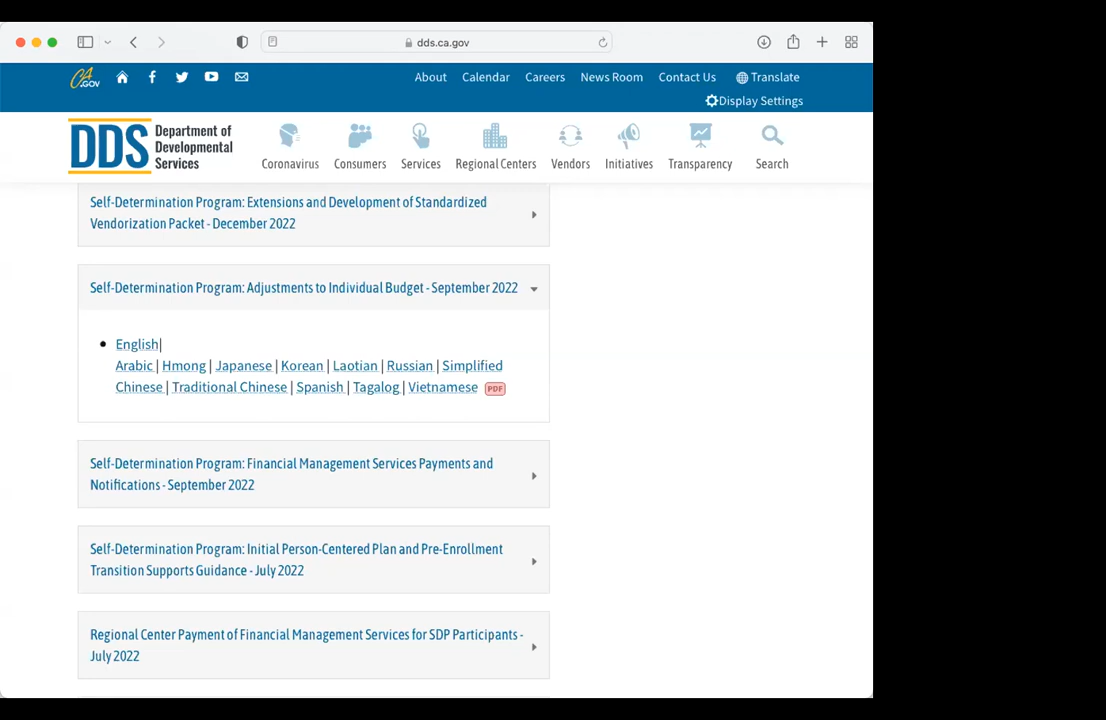 dds.ca.gov
CA.GOV
About Calendar Careers News Room Contact Us Translate
Display Settings
DDS Department of Developmental Services
Coronavirus Consumers Services Regional Centers Vendors Initiatives Transparency Search
Self-Determination Program: Extensions and Development of Standardized
Vendorization Packet - December 2022
Self-Determination Program: Adjustments to Individual Budget - September 2022
English|
Arabic | Hmong | Japanese | Korean | Laotian | Russian | Simplified
Chinese | Traditional Chinese | Spanish | Tagalog | Vietnamese PDF
Self-Determination Program: Financial Management Services Payments and
Notifications - September 2022
Self-Determination Program: Initial Person-Centered Plan and Pre-Enrollment
Transition Supports Guidance - July 2022
Regional Center Payment of Financial Management Services for SDP Participants -
July 2022